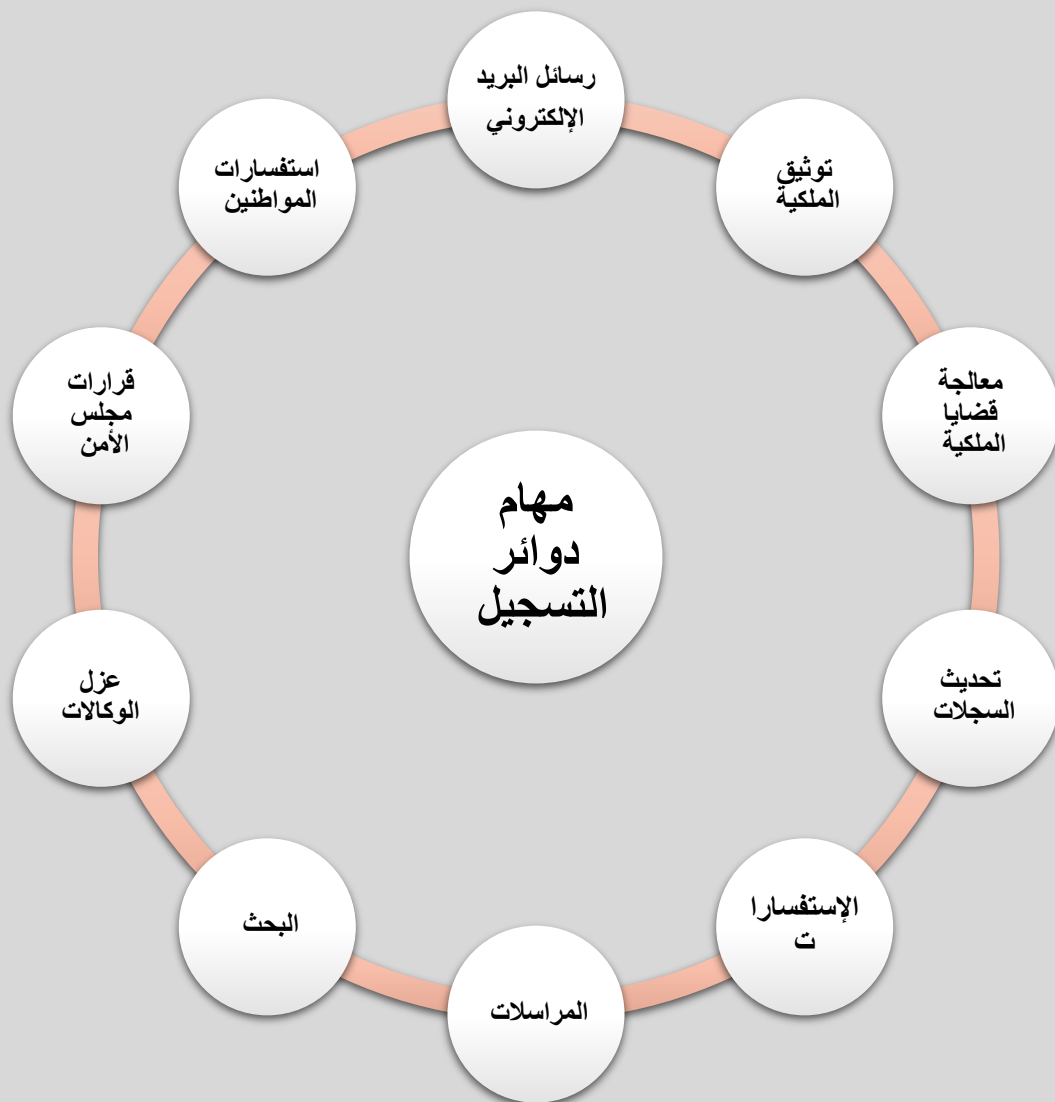 رسائل البريد
الإلكتروني
توثيق
الملكية
معالجة
قضايا
الملكية
تحديث
السجلات
الإستفسارا
ت
المراسلات
البحث
عزل
الوكالات
قرارات
مجلس
الأمن
استفسارات
المواطنين
مهام
دوائر
التسجيل